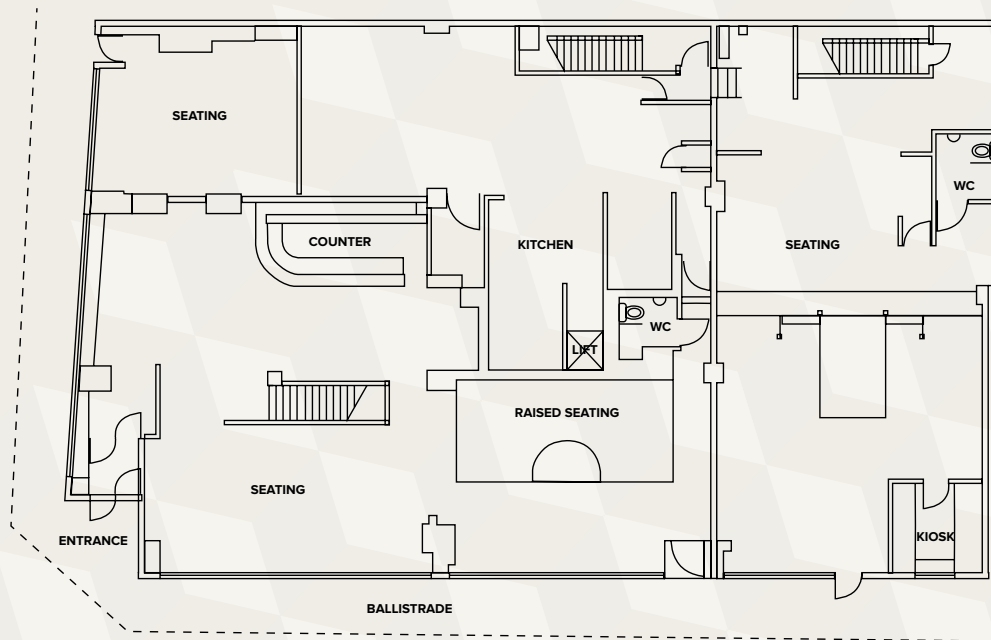 SEATING
WC
COUNTER
KITCHEN
SEATING
WC
LIFT
RAISED SEATING
SEATING
ENTRANCE
KIOSK
BALLISTRADE